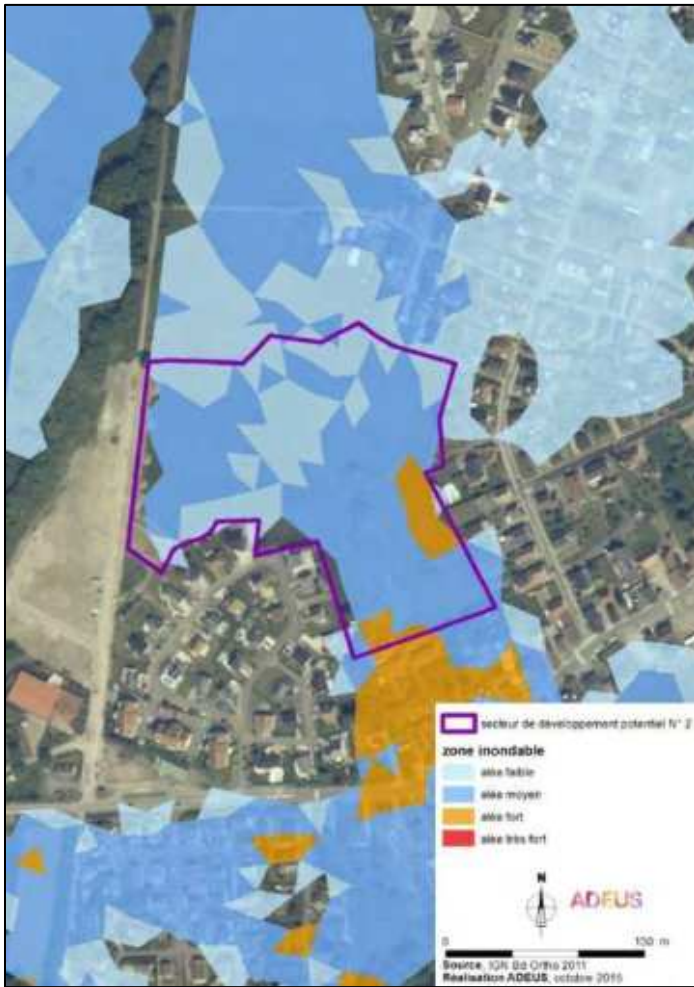 secteur de développement potentiel N° 2
zone inondable
aléa faible
aléa moyen
aléa fort
aléa très fort
N
ADEUS
0 100 m
Source, IGN Bd Ortho 2011
Réalisation ADEUS, octobre 2015